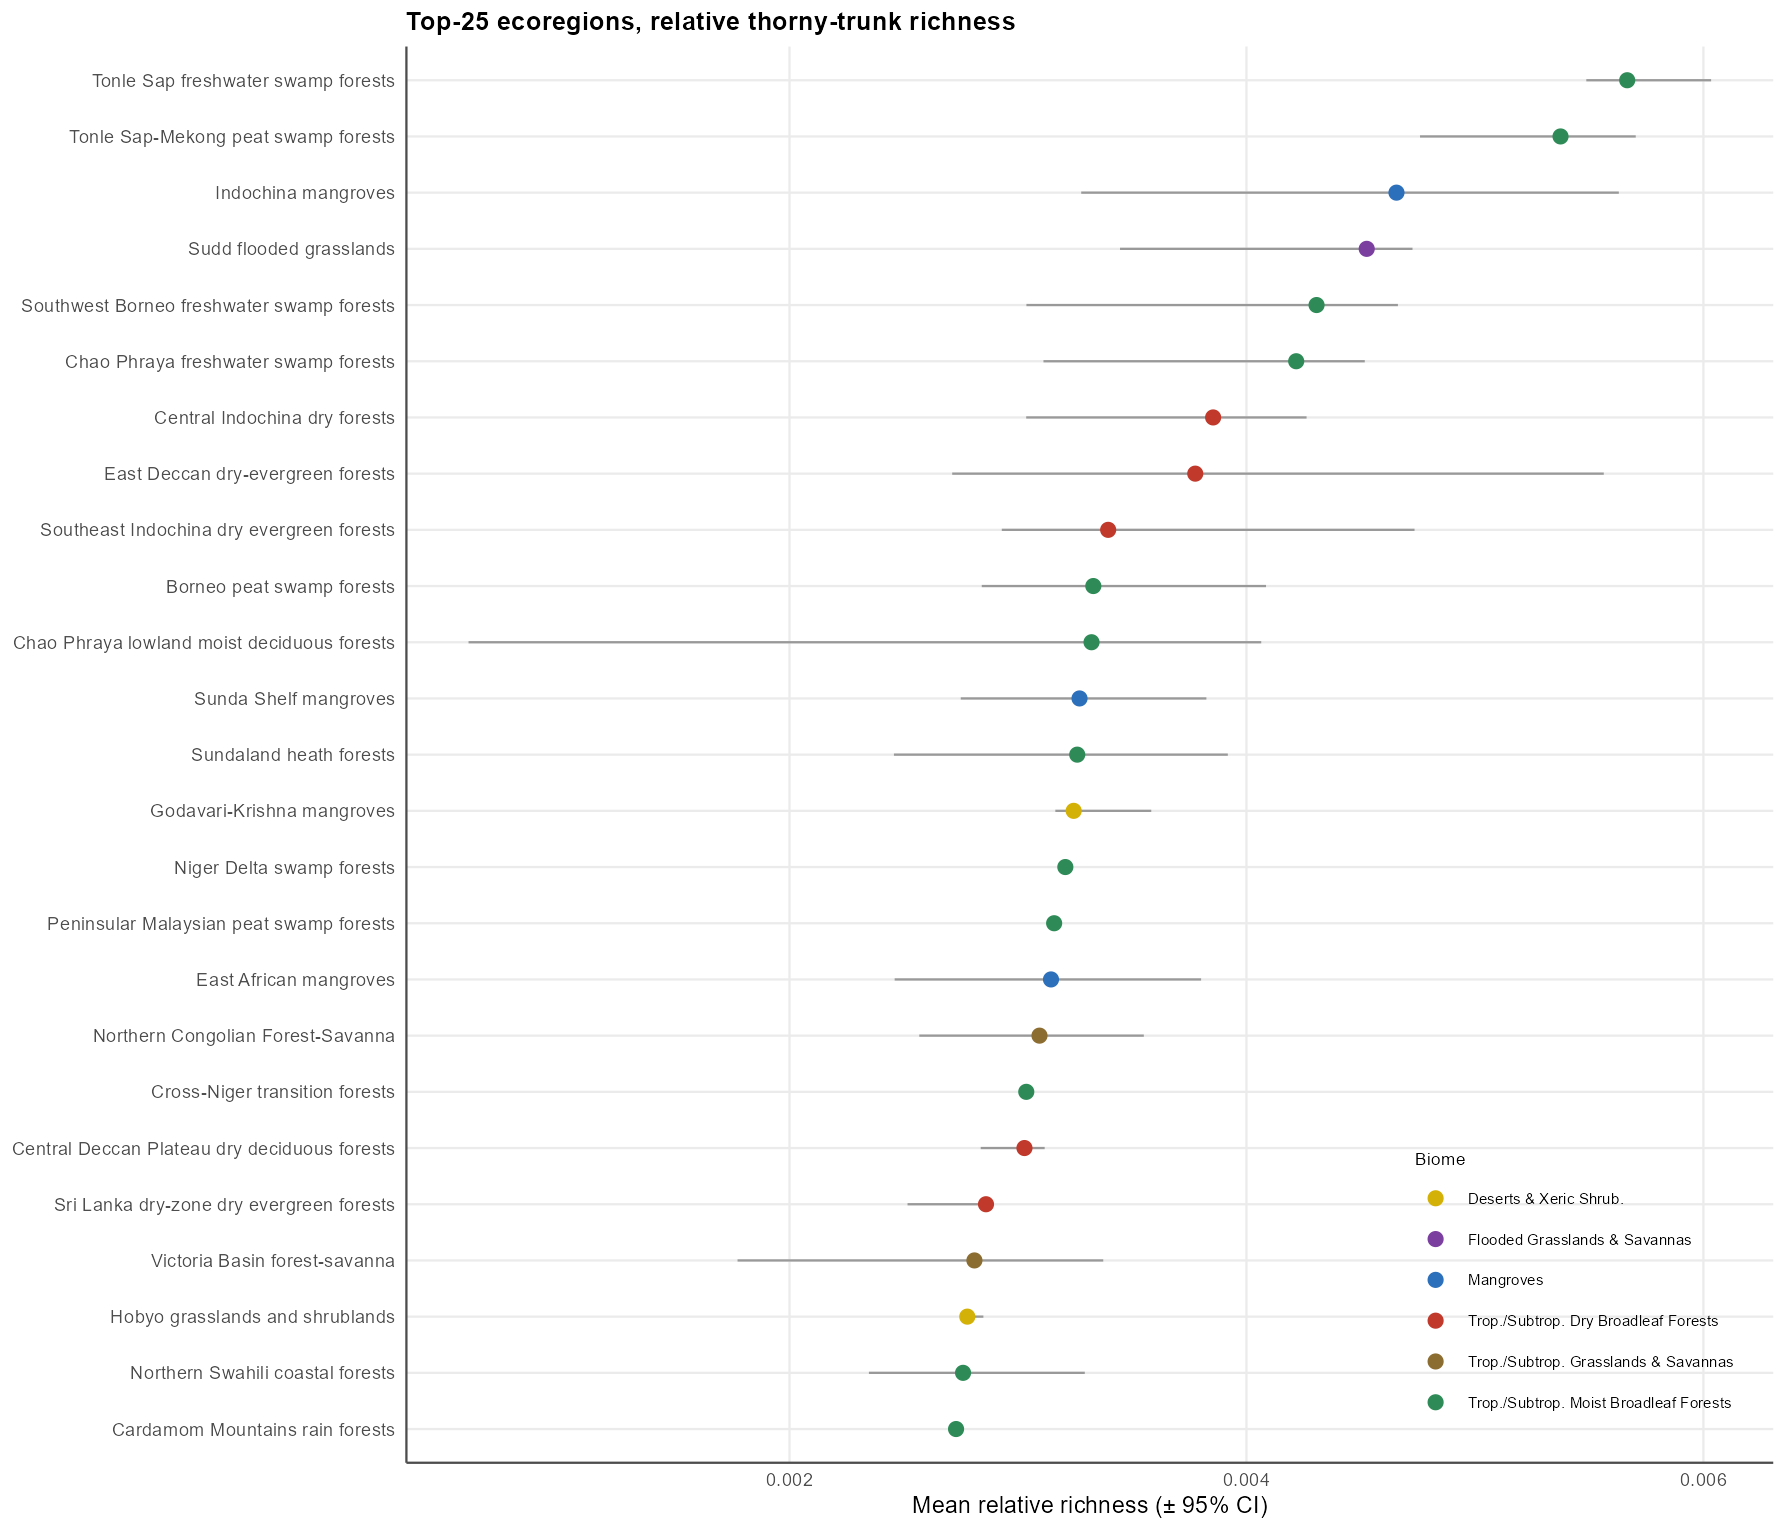 Top-25 ecoregions, relative thorny-trunk richness
Tonle Sap freshwater swamp forests
Tonle Sap-Mekong peat swamp forests
Indochina mangroves
Sudd flooded grasslands
Southwest Borneo freshwater swamp forests
Chao Phraya freshwater swamp forests
Central Indochina dry forests
East Deccan dry-evergreen forests
Southeast Indochina dry evergreen forests
Borneo peat swamp forests
Chao Phraya lowland moist deciduous forests
Sunda Shelf mangroves
Sundaland heath forests
Godavari-Krishna mangroves
Niger Delta swamp forests
Peninsular Malaysian peat swamp forests
East African mangroves
Northern Congolian Forest-Savanna
Cross-Niger transition forests
Central Deccan Plateau dry deciduous forests
Sri Lanka dry-zone dry evergreen forests
Victoria Basin forest-savanna
Hobyo grasslands and shrublands
Northern Swahili coastal forests
Cardamom Mountains rain forests
Biome
Deserts & Xeric Shrub.
Flooded Grasslands & Savannas
Mangroves
Trop./Subtrop. Dry Broadleaf Forests
Trop./Subtrop. Grasslands & Savannas
Trop./Subtrop. Moist Broadleaf Forests
0.002
0.004
0.006
Mean relative richness (± 95% CI)